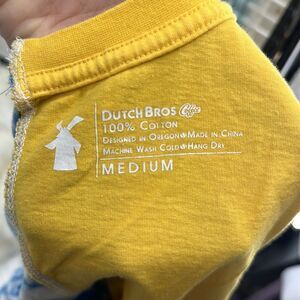 DUTCH BROS Coffee
100% COTTON
DESIGNED IN OREGON MADE IN CHINA
MACHINE WASH COLD HANG DRY
MEDIUM